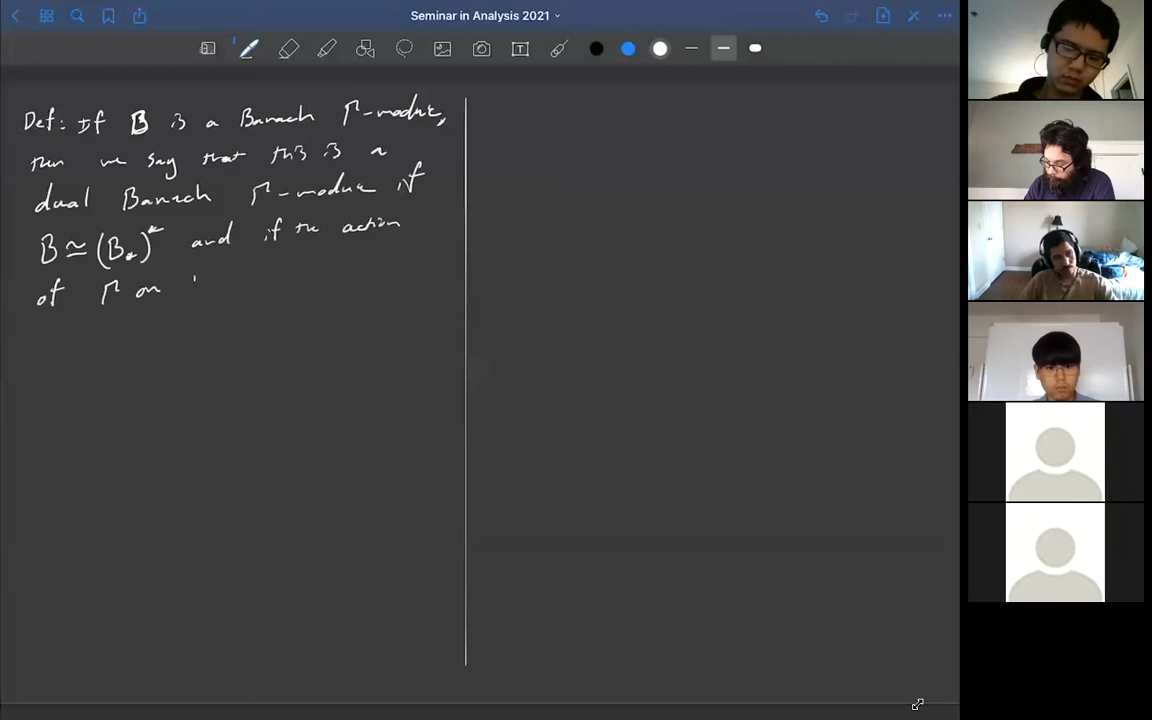 Seminar in Analysis 2021
Def: If B is a Banach Γ-module,
then we say that this is a
dual Banach Γ-module if
B ≃ (B_*)^* and if the action
of Γ on